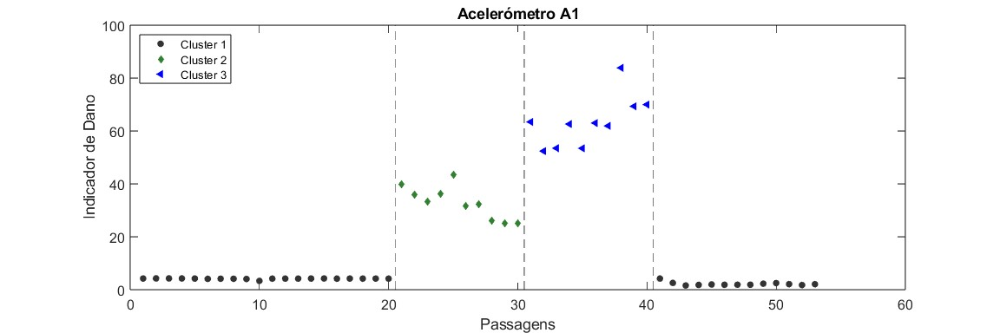 Acelerómetro A1
100
80
60
40
20
0
Indicador de Dano
Cluster 1
Cluster 2
Cluster 3
0 10 20 30 40 50 60
Passagens